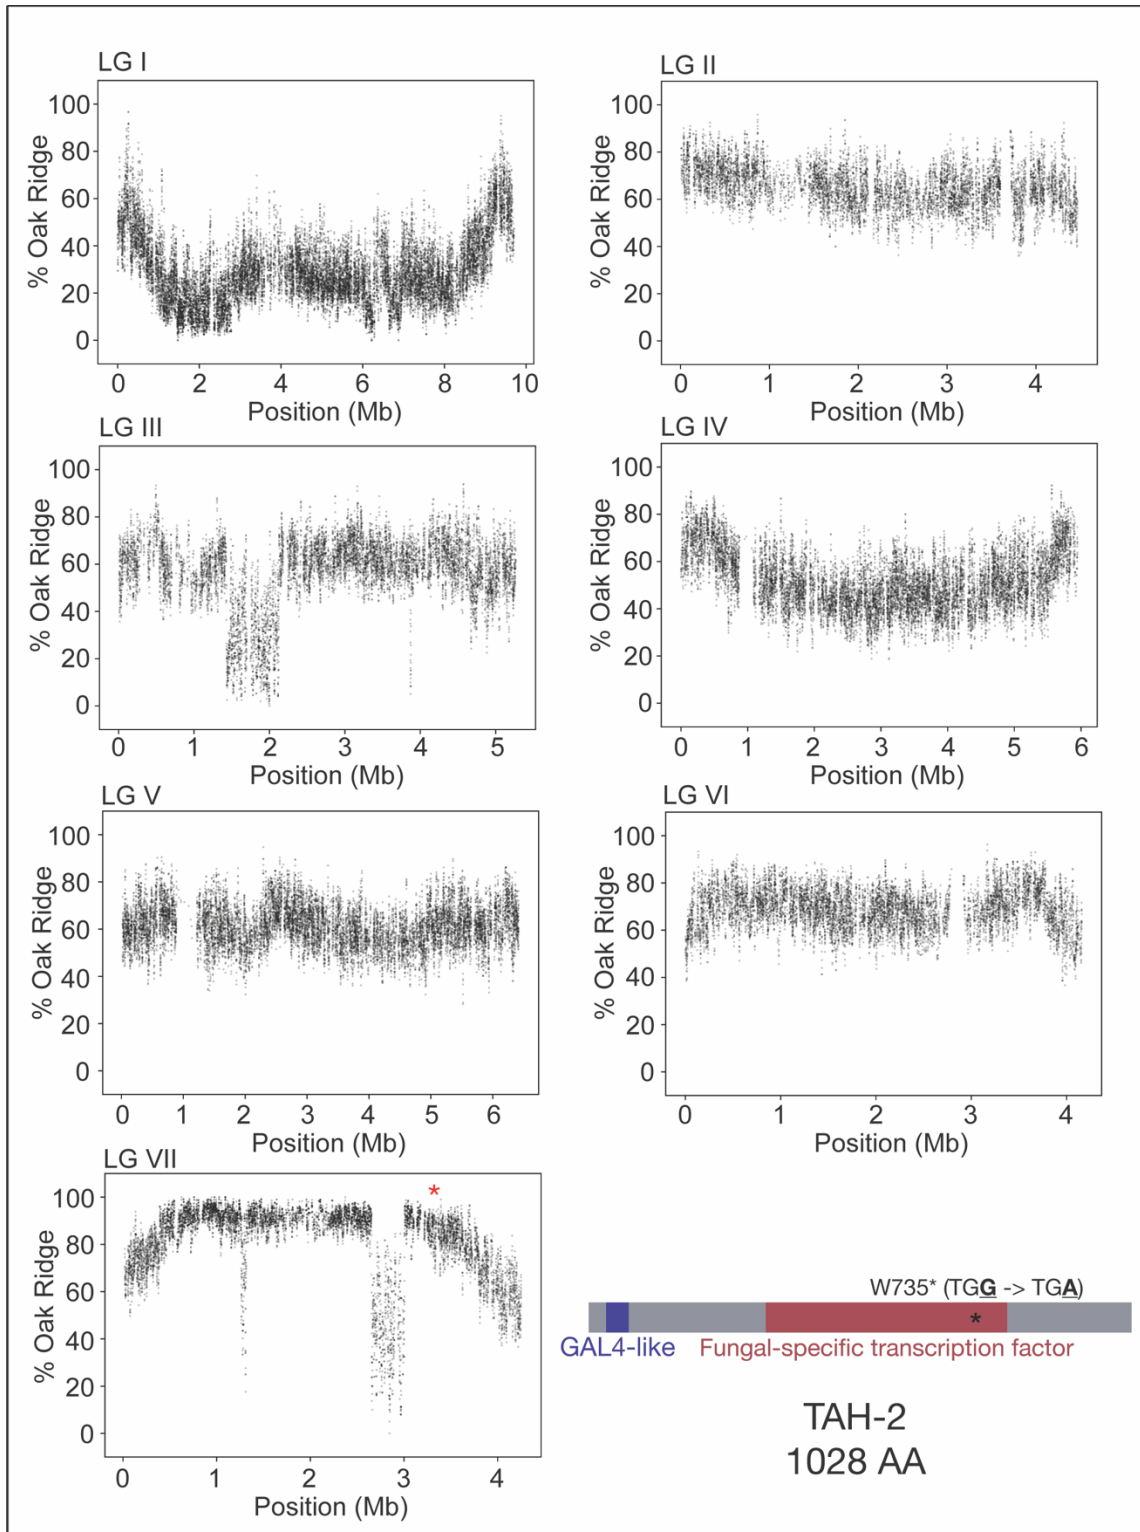 LG I
% Oak Ridge
100
80
60
40
20
0
0 2 4 6 8 10
Position (Mb)
LG II
% Oak Ridge
100
80
60
40
20
0
0 1 2 3 4
Position (Mb)
LG III
% Oak Ridge
100
80
60
40
20
0
0 1 2 3 4 5
Position (Mb)
LG IV
% Oak Ridge
100
80
60
40
20
0
0 1 2 3 4 5 6
Position (Mb)
LG V
% Oak Ridge
100
80
60
40
20
0
0 1 2 3 4 5 6
Position (Mb)
LG VI
% Oak Ridge
100
80
60
40
20
0
0 1 2 3 4
Position (Mb)
LG VII
% Oak Ridge
*
100
80
60
40
20
0
0 1 2 3 4
Position (Mb)
W735* (TGG -> TGA)
*
GAL4-like Fungal-specific transcription factor
TAH-2
1028 AA